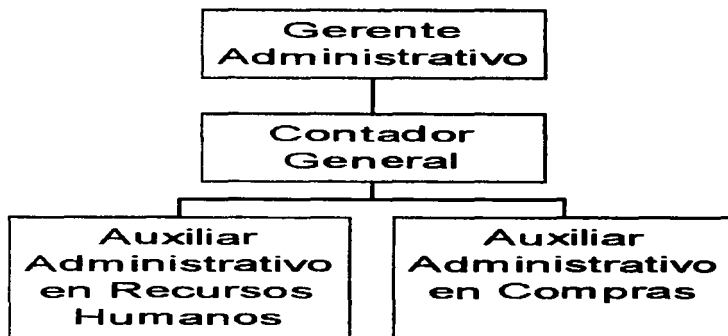 Gerente
Administrativo
Contador
General
Auxiliar
Administrativo
en Recursos
Humanos
Auxiliar
Administrativo
en Compras